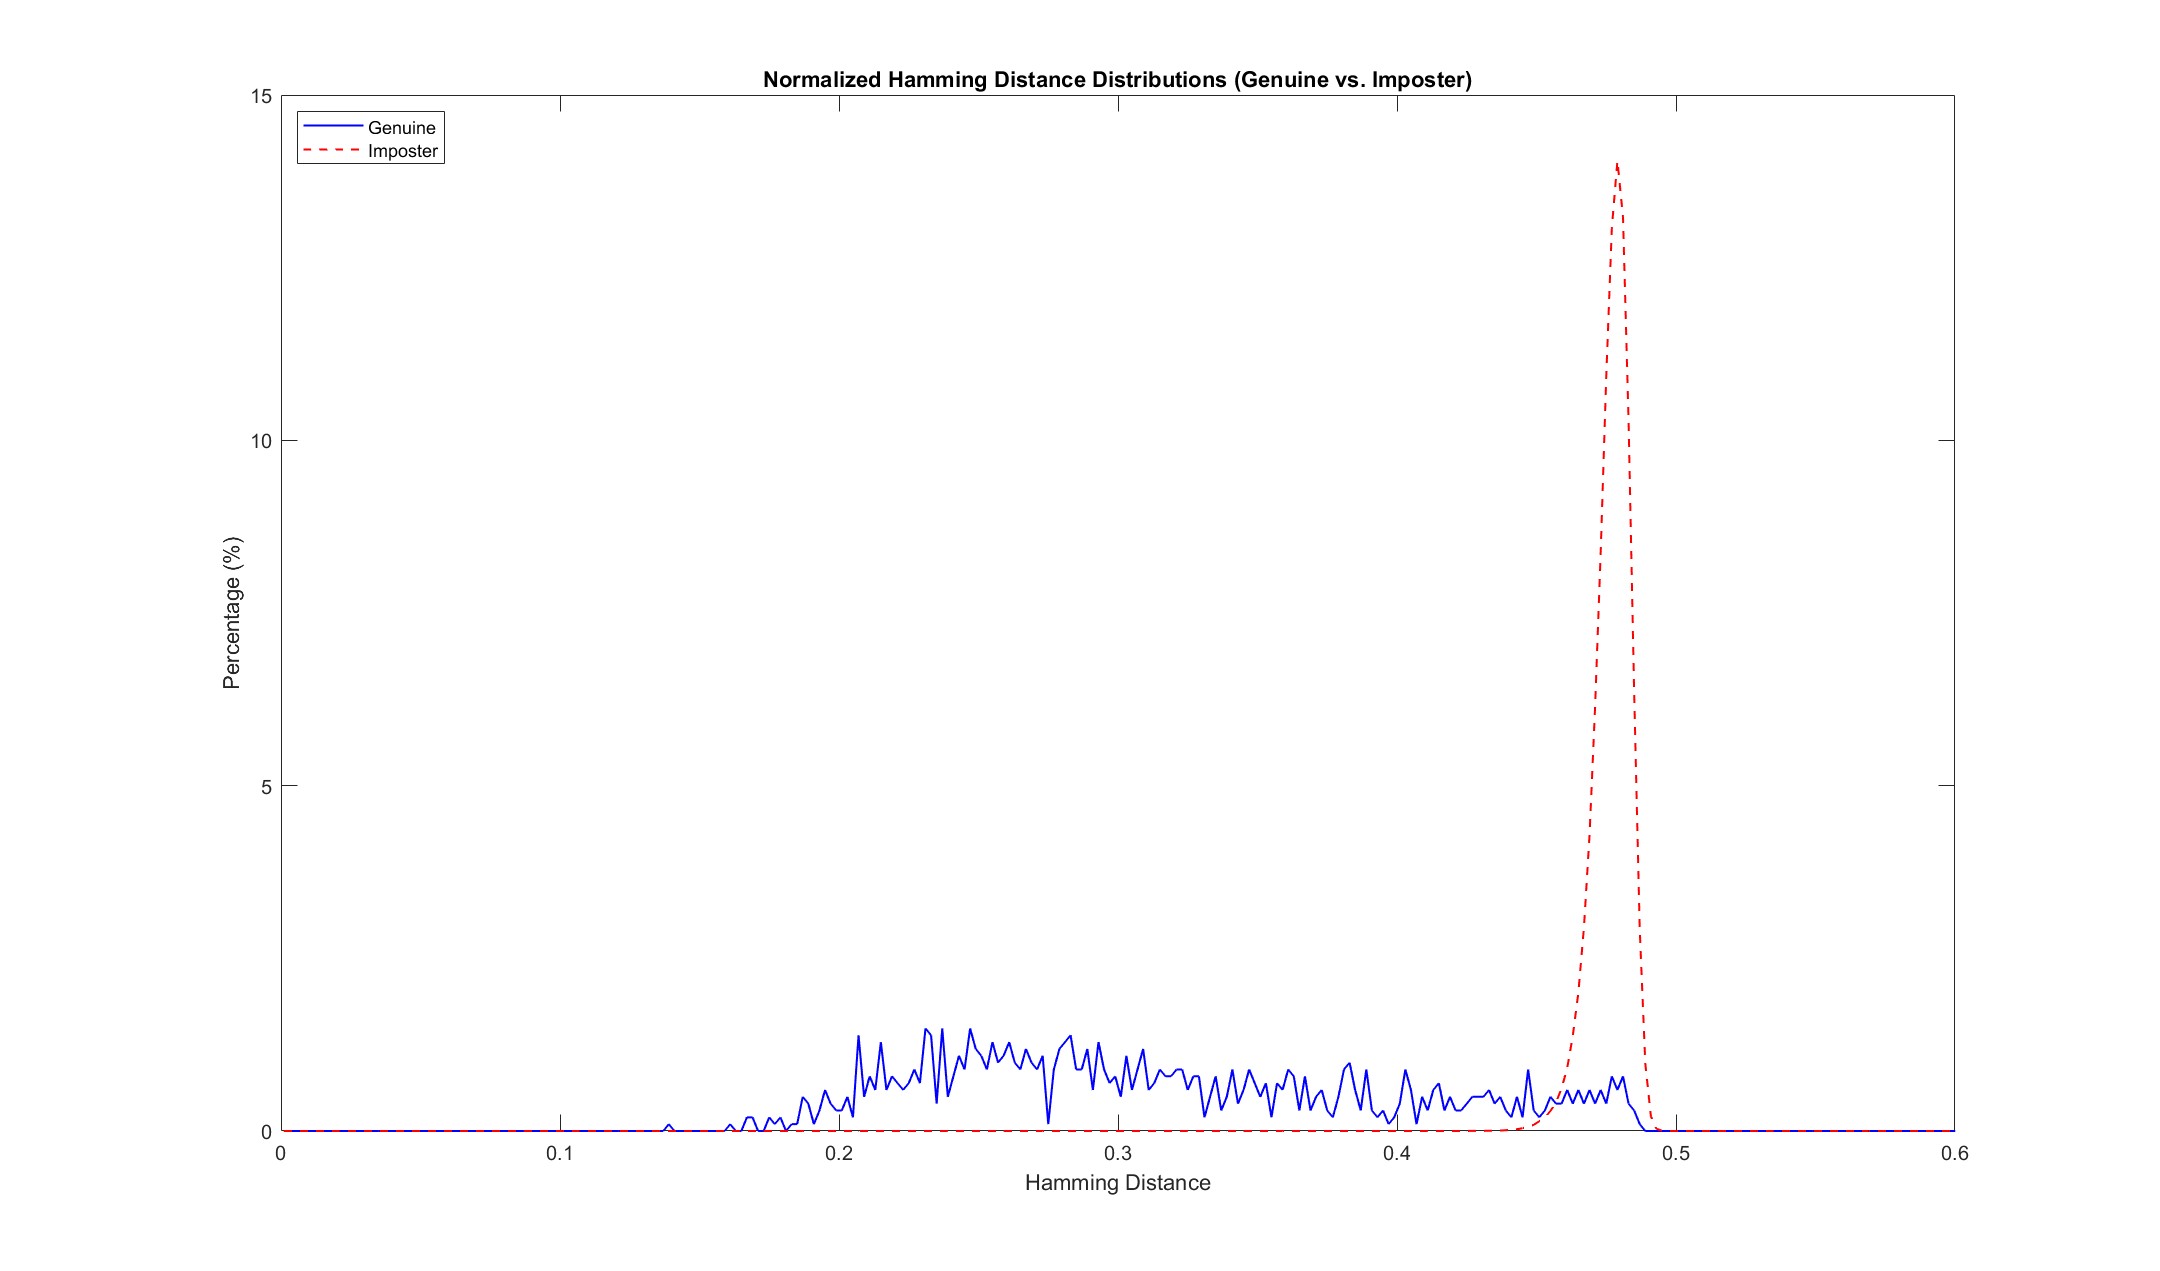 Normalized Hamming Distance Distributions (Genuine vs. Imposter)
15
Genuine
Imposter
10
Percentage (%)
5
0
0 0.1 0.2 0.3 0.4 0.5 0.6
Hamming Distance